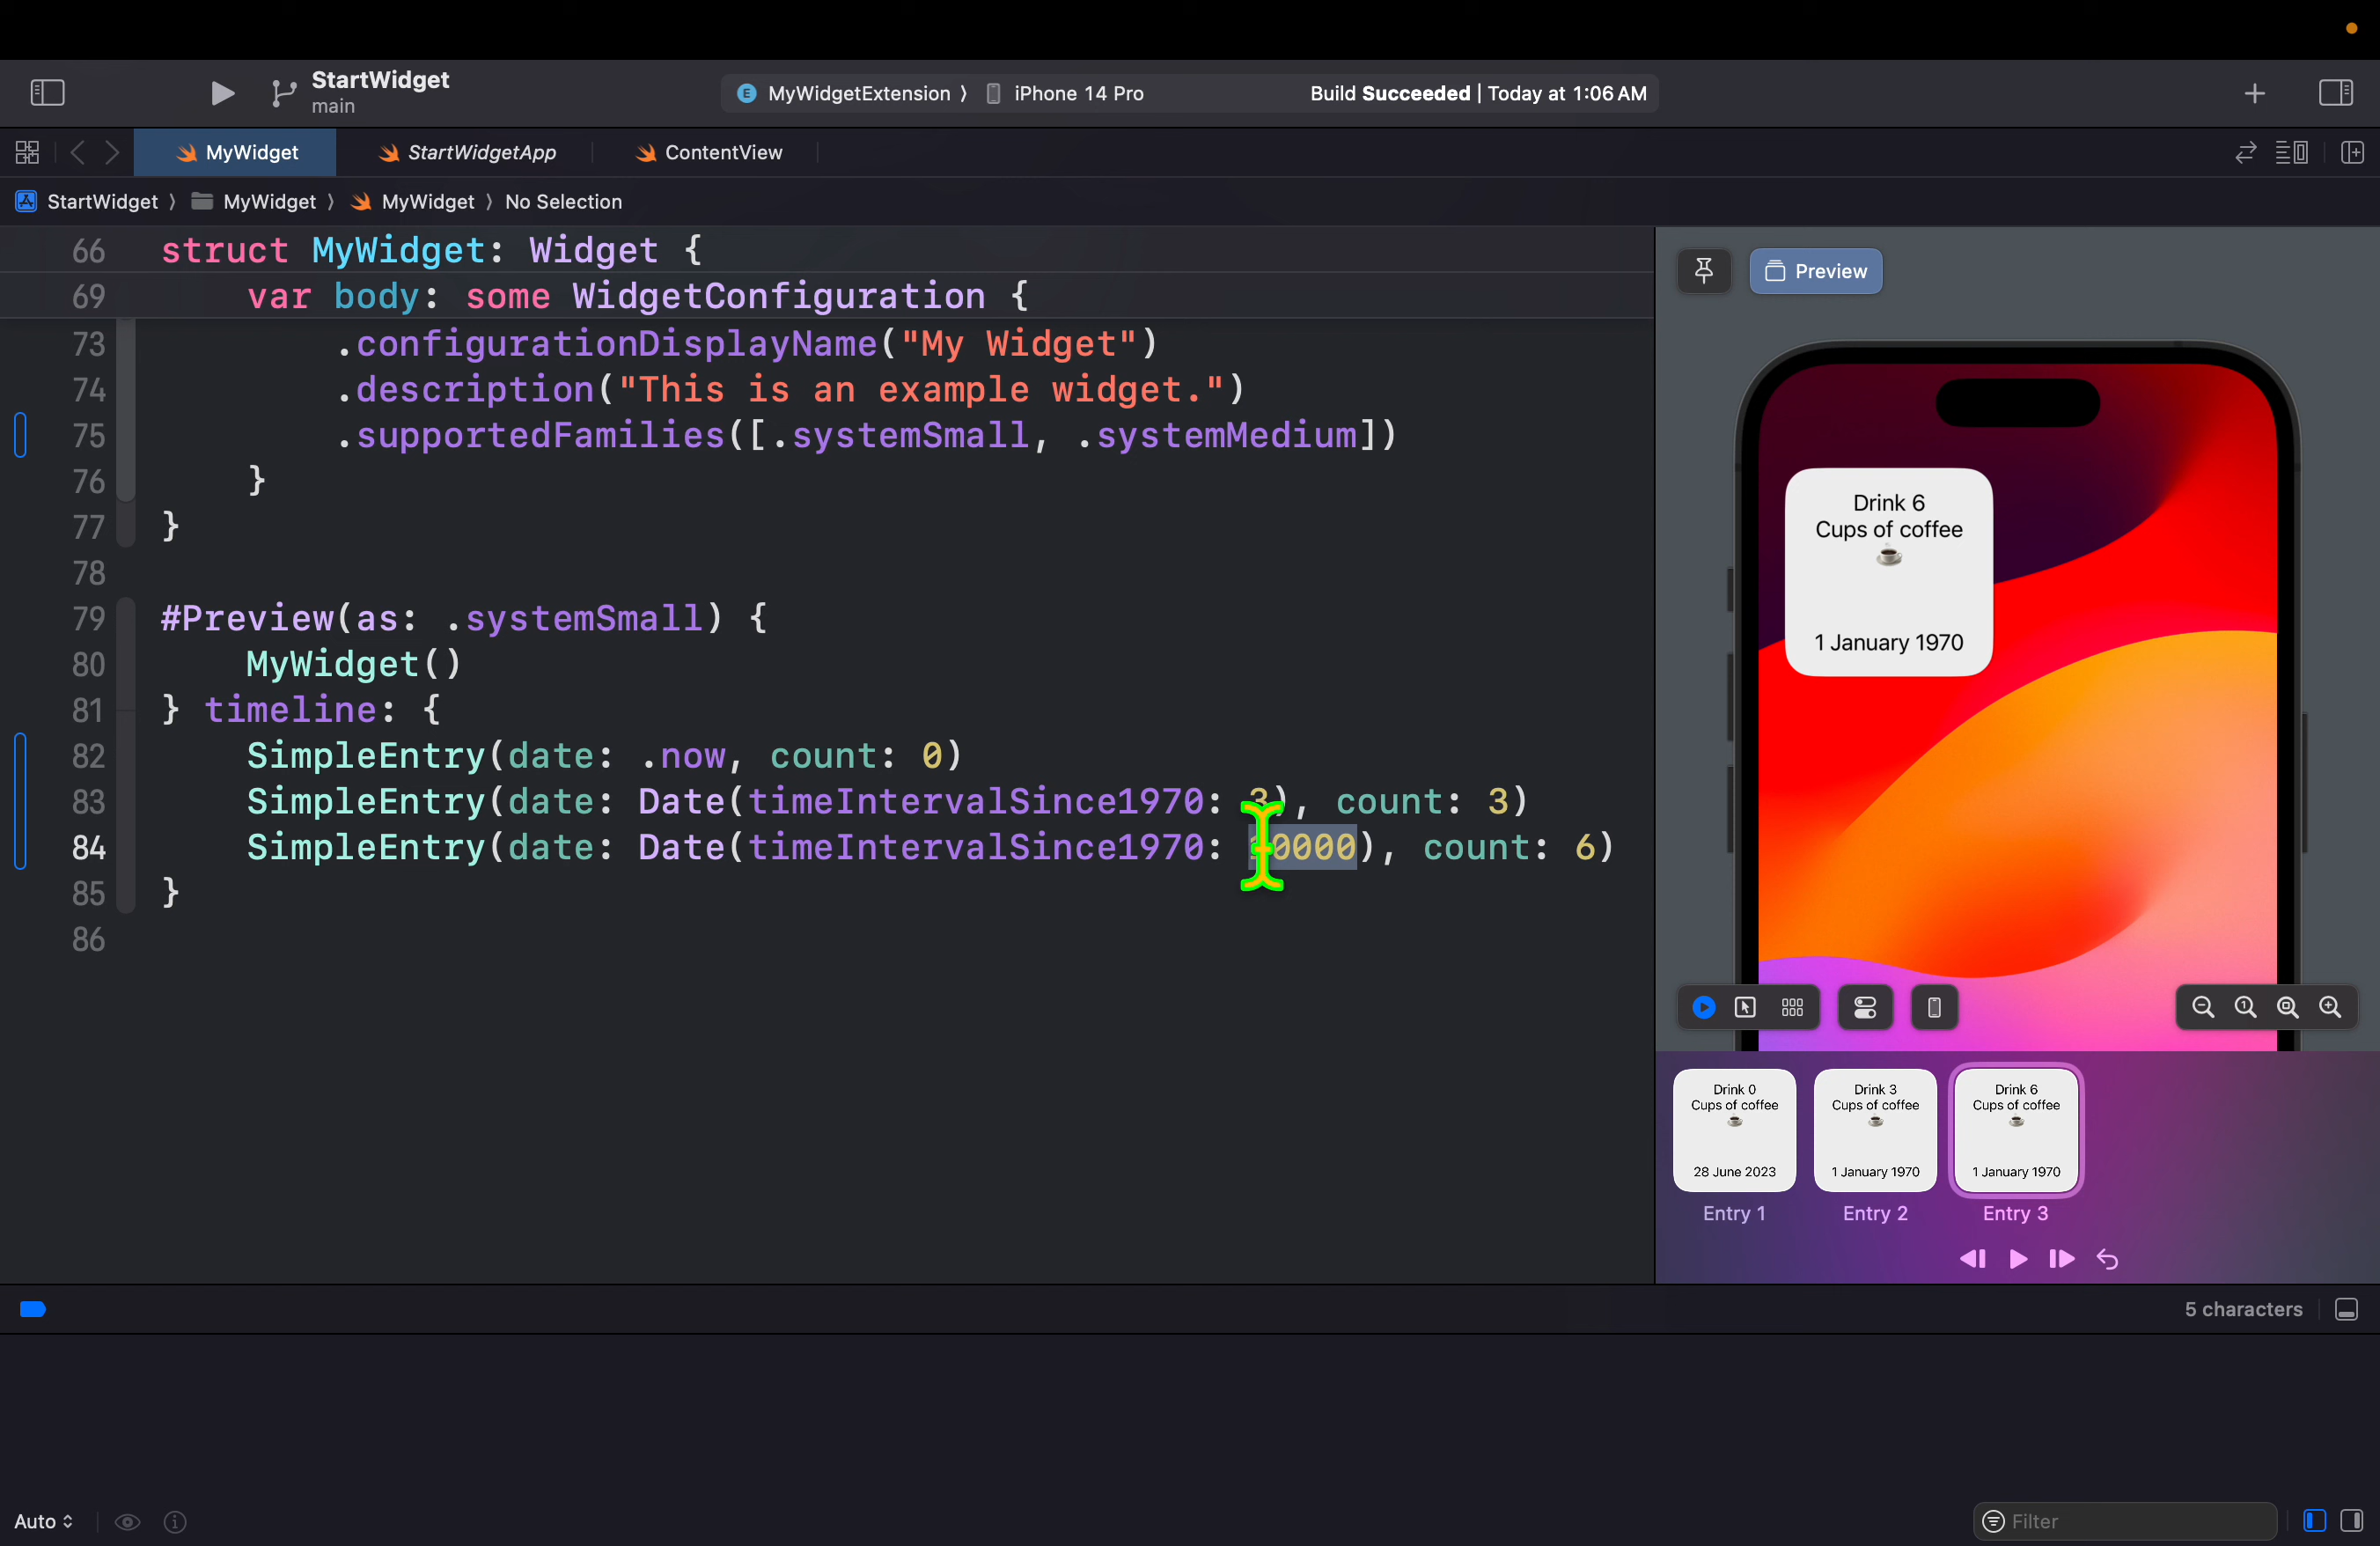 StartWidget
main
MyWidgetExtension 〉 iPhone 14 Pro
Build Succeeded | Today at 1:06 AM
MyWidget
StartWidgetApp
ContentView
StartWidget 〉 MyWidget 〉 MyWidget 〉 No Selection
66 struct MyWidget: Widget {
69 var body: some WidgetConfiguration {
73 .configurationDisplayName("My Widget")
74 .description("This is an example widget.")
75 .supportedFamilies([.systemSmall, .systemMedium])
76 }
77 }
78
79 #Preview(as: .systemSmall) {
80 MyWidget()
81 } timeline: {
82 SimpleEntry(date: .now, count: 0)
83 SimpleEntry(date: Date(timeIntervalSince1970: 3), count: 3)
84 SimpleEntry(date: Date(timeIntervalSince1970: 10000), count: 6)
85 }
86
Preview
Drink 6
Cups of coffee
1 January 1970
Drink 0
Cups of coffee
28 June 2023
Entry 1
Drink 3
Cups of coffee
1 January 1970
Entry 2
Drink 6
Cups of coffee
1 January 1970
Entry 3
5 characters
Auto
Filter